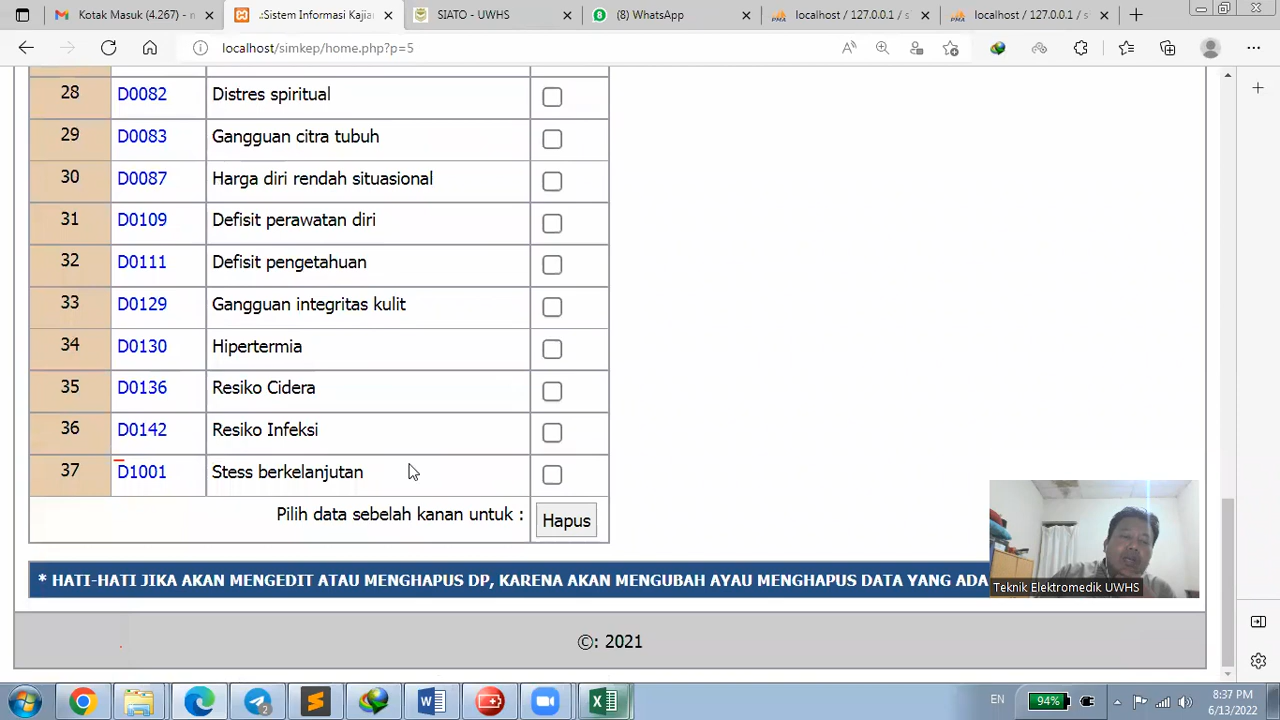 Kotak Masuk (4.267) - n
.:Sistem Informasi Kajia
SIATO - UWHS
(8) WhatsApp
localhost / 127.0.0.1 / s
localhost / 127.0.0.1 / s
localhost/simkep/home.php?p=5
28 D0082 Distres spiritual
29 D0083 Gangguan citra tubuh
30 D0087 Harga diri rendah situasional
31 D0109 Defisit perawatan diri
32 D0111 Defisit pengetahuan
33 D0129 Gangguan integritas kulit
34 D0130 Hipertermia
35 D0136 Resiko Cidera
36 D0142 Resiko Infeksi
37 D1001 Stess berkelanjutan
Pilih data sebelah kanan untuk : Hapus
* HATI-HATI JIKA AKAN MENGEDIT ATAU MENGHAPUS DP, KARENA AKAN MENGUBAH AYAU MENGHAPUS DATA YANG ADA
Teknik Elektromedik UWHS
©: 2021
EN 94% 8:37 PM
6/13/2022